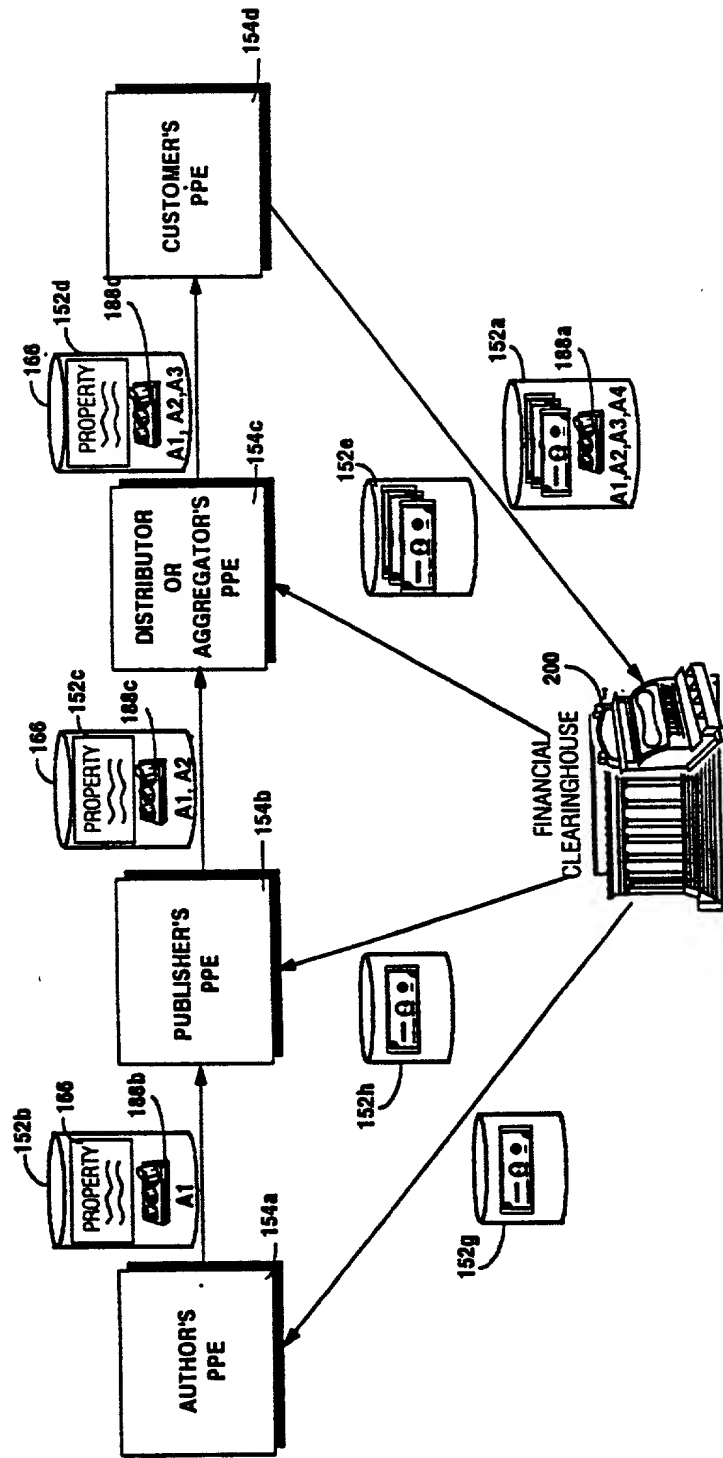 152b
166
PROPERTY
188b
A1
166
152c
PROPERTY
188c
A1, A2
166
152d
PROPERTY
188d
A1, A2, A3
AUTHOR'S
PPE
154a
PUBLISHER'S
PPE
154b
DISTRIBUTOR
OR
AGGREGATOR'S
PPE
154c
CUSTOMER'S
PPE
154d
152g
152h
152e
152a
188a
A1,A2,A3,A4
FINANCIAL
CLEARINGHOUSE
200